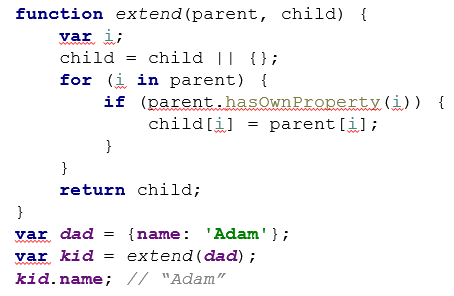 function extend(parent, child) {
    var i;
    child = child || {};
    for (i in parent) {
        if (parent.hasOwnProperty(i)) {
            child[i] = parent[i];
        }
    }
    return child;
}
var dad = {name: 'Adam'};
var kid = extend(dad);
kid.name; // “Adam”